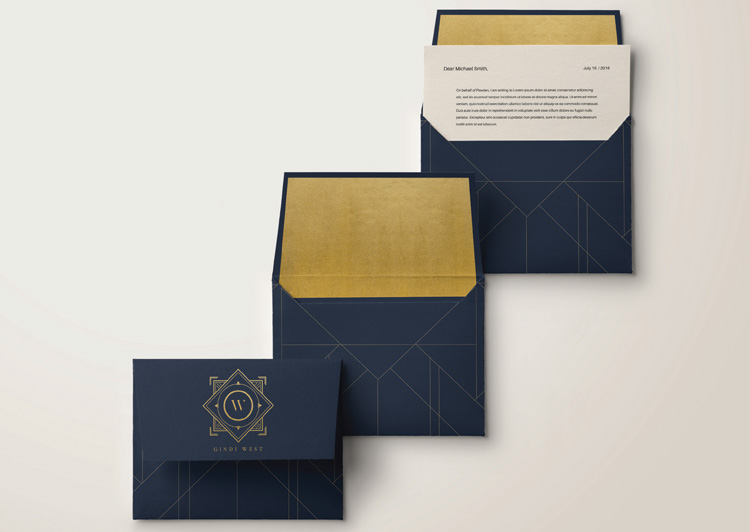 Dear Michael Smith,
July 16 / 2016
On behalf of I am writing to Lorem ipsum dolor sit amet, consectetur adipiscing
elit, sed do eiusmod tempor incididunt ut labore et dolore magna aliqua. Ut enim ad minim
veniam, quis nostrud exercitation ullamco laboris nisi ut aliquip ex ea commodo consequat.
Duis aute irure dolor in reprehenderit in voluptate velit esse cillum dolore eu fugiat nulla
pariatur. Excepteur sint occaecat cupidatat non proident, sunt in culpa qui officia deserunt
mollit anim id est laborum.
W
GINDI WEST